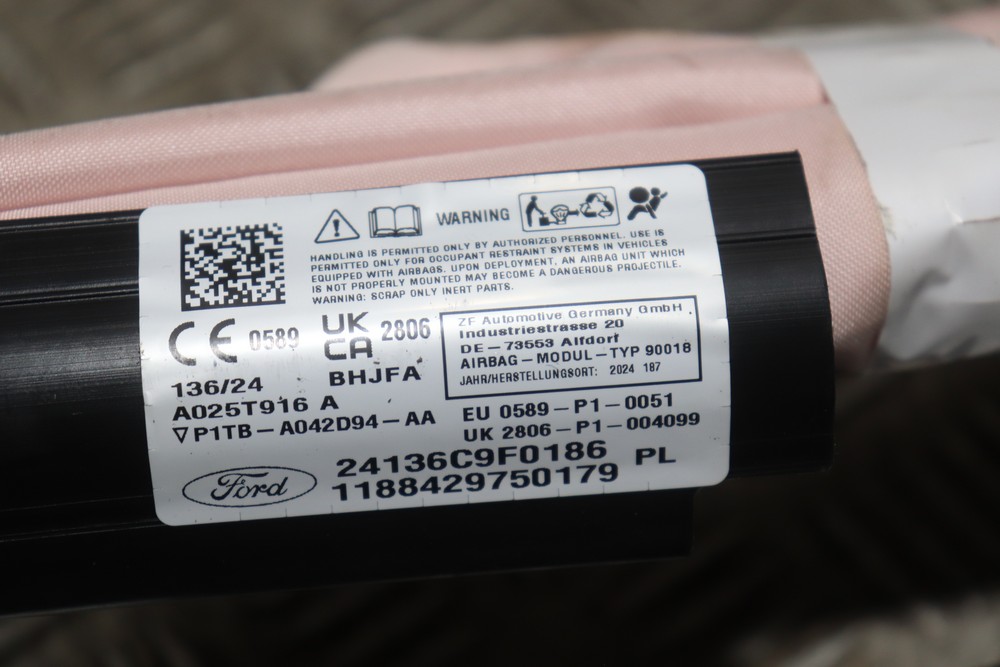 WARNING
HANDLING IS PERMITTED ONLY BY AUTHORIZED PERSONNEL. USE IS
PERMITTED ONLY FOR OCCUPANT RESTRAINT SYSTEMS IN VEHICLES
EQUIPPED WITH AIRBAGS. UPON DEPLOYMENT, AN AIRBAG UNIT WHICH
IS NOT PROPERLY MOUNTED MAY BECOME A DANGEROUS PROJECTILE.
WARNING: SCRAP ONLY INERT PARTS.
CE 0589 UK CA 2806
ZF Automotive Germany GmbH
Industriestrasse 20
DE-73553 Alfdorf
AIRBAG-MODUL-TYP 90018
JAHR/HERSTELLUNGSORT: 2024 187
136/24 BHJFA
A025T916 A
P1TB-A042D94-AA
EU 0589-P1-0051
UK 2806-P1-004099
24136C9F0186 PL
1188429750179
Ford